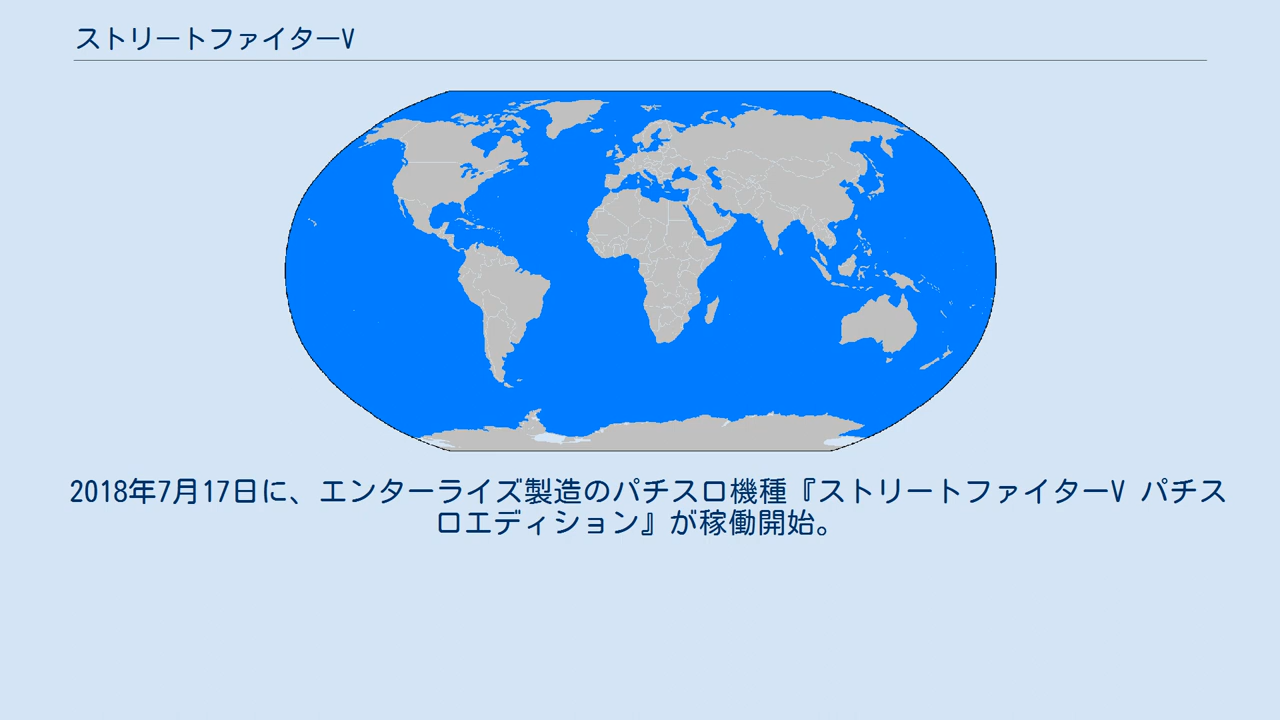 ストリートファイターV
2018年7月17日に、エンターライズ製造のパチスロ機種『ストリートファイターV パチス
ロエディション』が稼働開始。